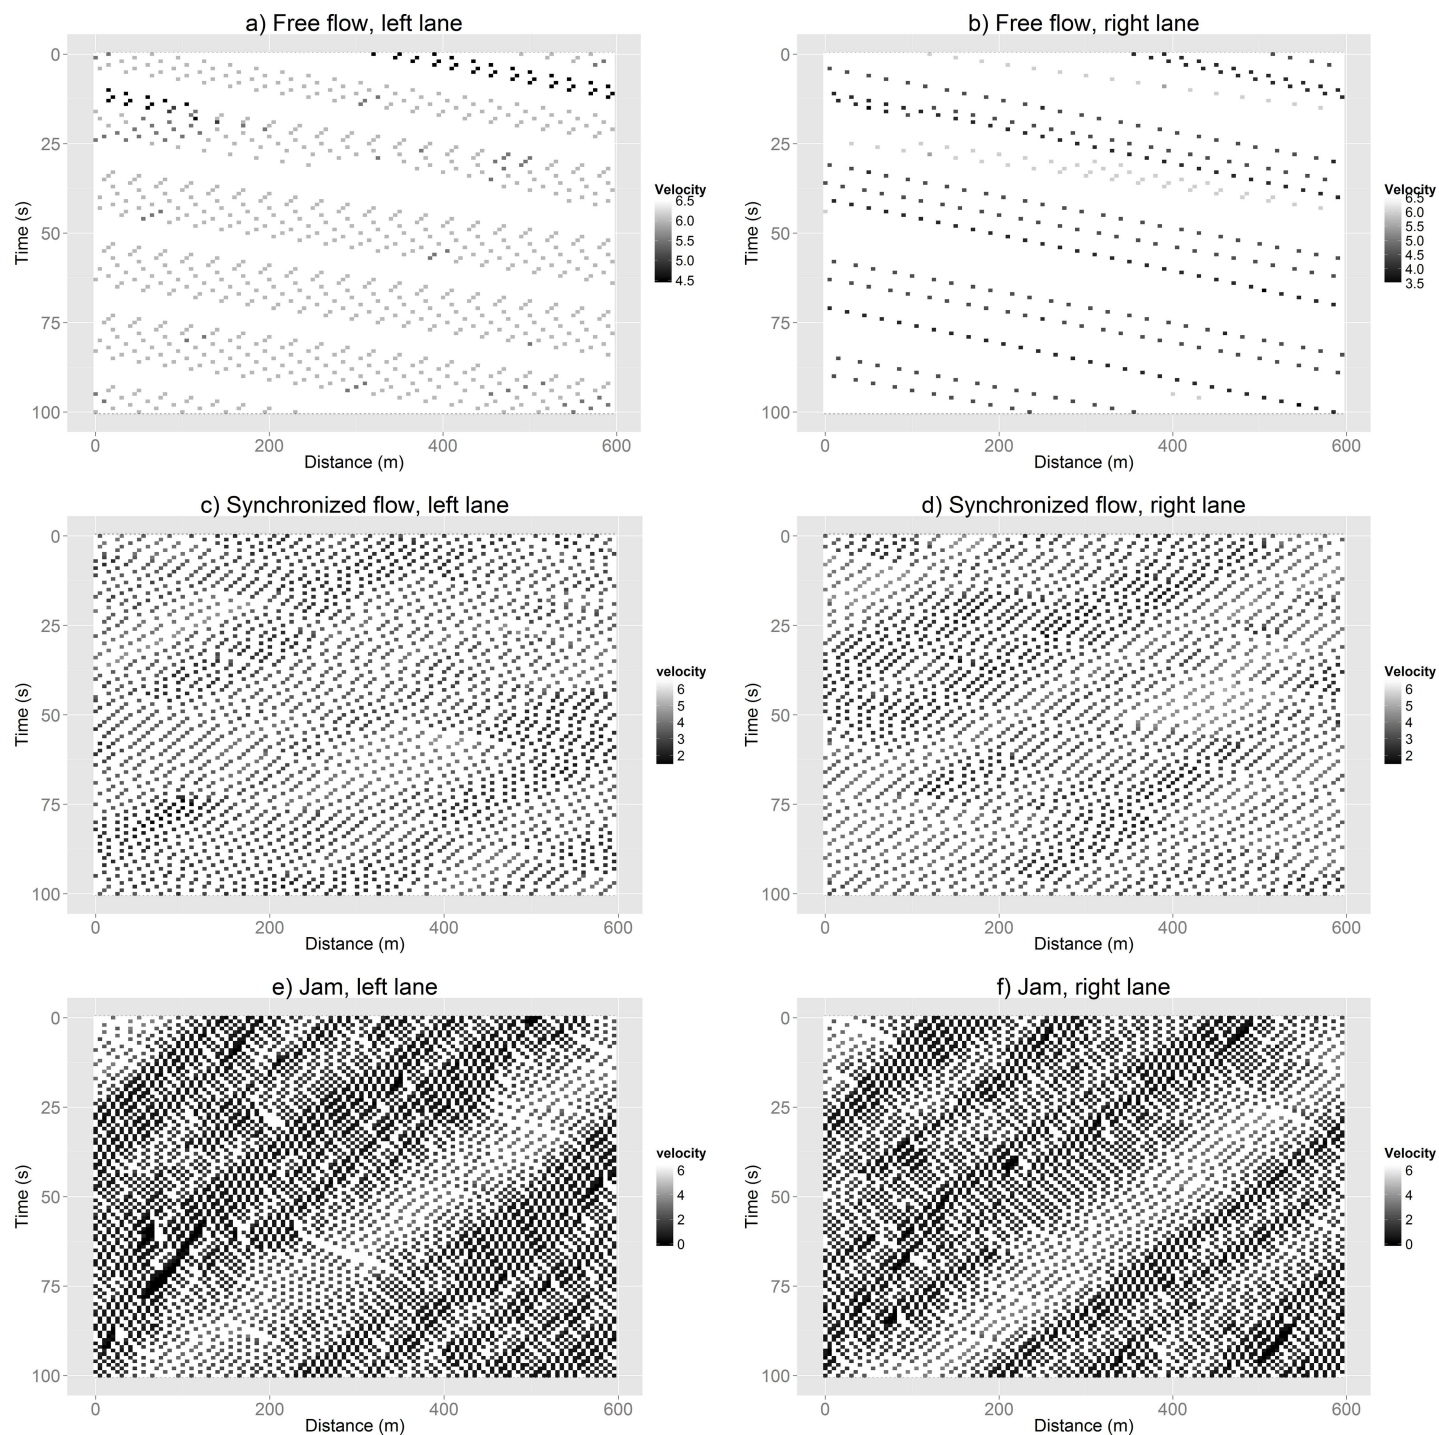 a) Free flow, left lane
0
25
50
75
100
Time (s)
0 200 400 600
Distance (m)
Velocity
6.5
6.0
5.5
5.0
4.5
b) Free flow, right lane
0
25
50
75
100
Time (s)
0 200 400 600
Distance (m)
Velocity
6.5
6.0
5.5
5.0
4.5
4.0
3.5
c) Synchronized flow, left lane
0
25
50
75
100
Time (s)
0 200 400 600
Distance (m)
velocity
6
5
4
3
2
d) Synchronized flow, right lane
0
25
50
75
100
Time (s)
0 200 400 600
Distance (m)
Velocity
6
5
4
3
2
e) Jam, left lane
0
25
50
75
100
Time (s)
0 200 400 600
Distance (m)
velocity
6
4
2
0
f) Jam, right lane
0
25
50
75
100
Time (s)
0 200 400 600
Distance (m)
velocity
6
4
2
0